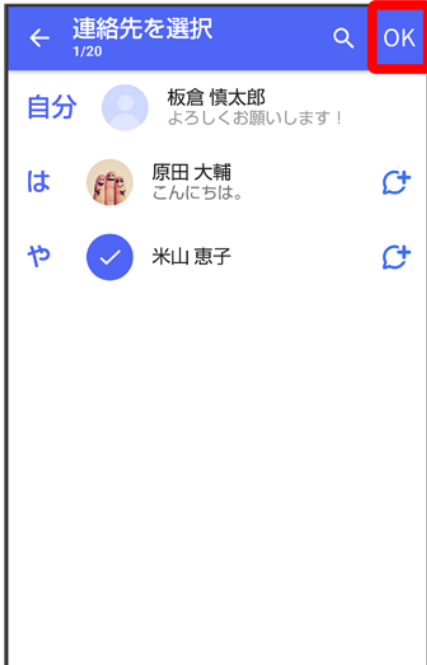 連絡先を選択
1/20
OK
自分
板倉 慎太郎
よろしくお願いします！
は
原田 大輔
こんにちは。
や
米山 恵子